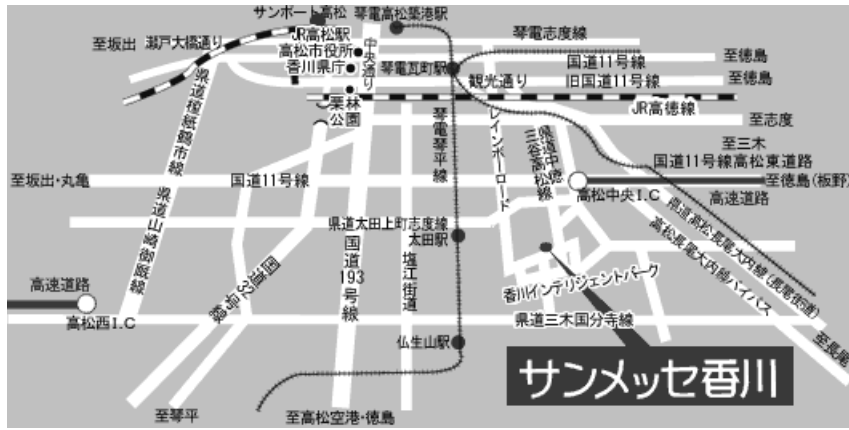 サンポート高松
琴電高松築港駅
至坂出
瀬戸大橋通り
JR高松駅
高松市役所
香川県庁
中央通り
琴電志度線
国道11号線
至徳島
琴電瓦町駅
観光通り
旧国道11号線
至徳島
栗林
公園
JR高徳線
至志度
県道檀紙鶴市線
琴電琴平線
レインボーロード
県道中徳
三谷高松線
至三木
国道11号線高松東道路
至坂出・丸亀
国道11号線
高松中央I.C
至徳島(板野)
高速道路
県道太田上町志度線
太田駅
国道193号線
塩江街道
国道32号線
県道高松長尾大内線(長尾街道)
高松長尾大内線バイパス
香川インテリジェントパーク
高速道路
高松西I.C
県道三木国分寺線
仏生山駅
至長尾
サンメッセ香川
至琴平
至高松空港・徳島